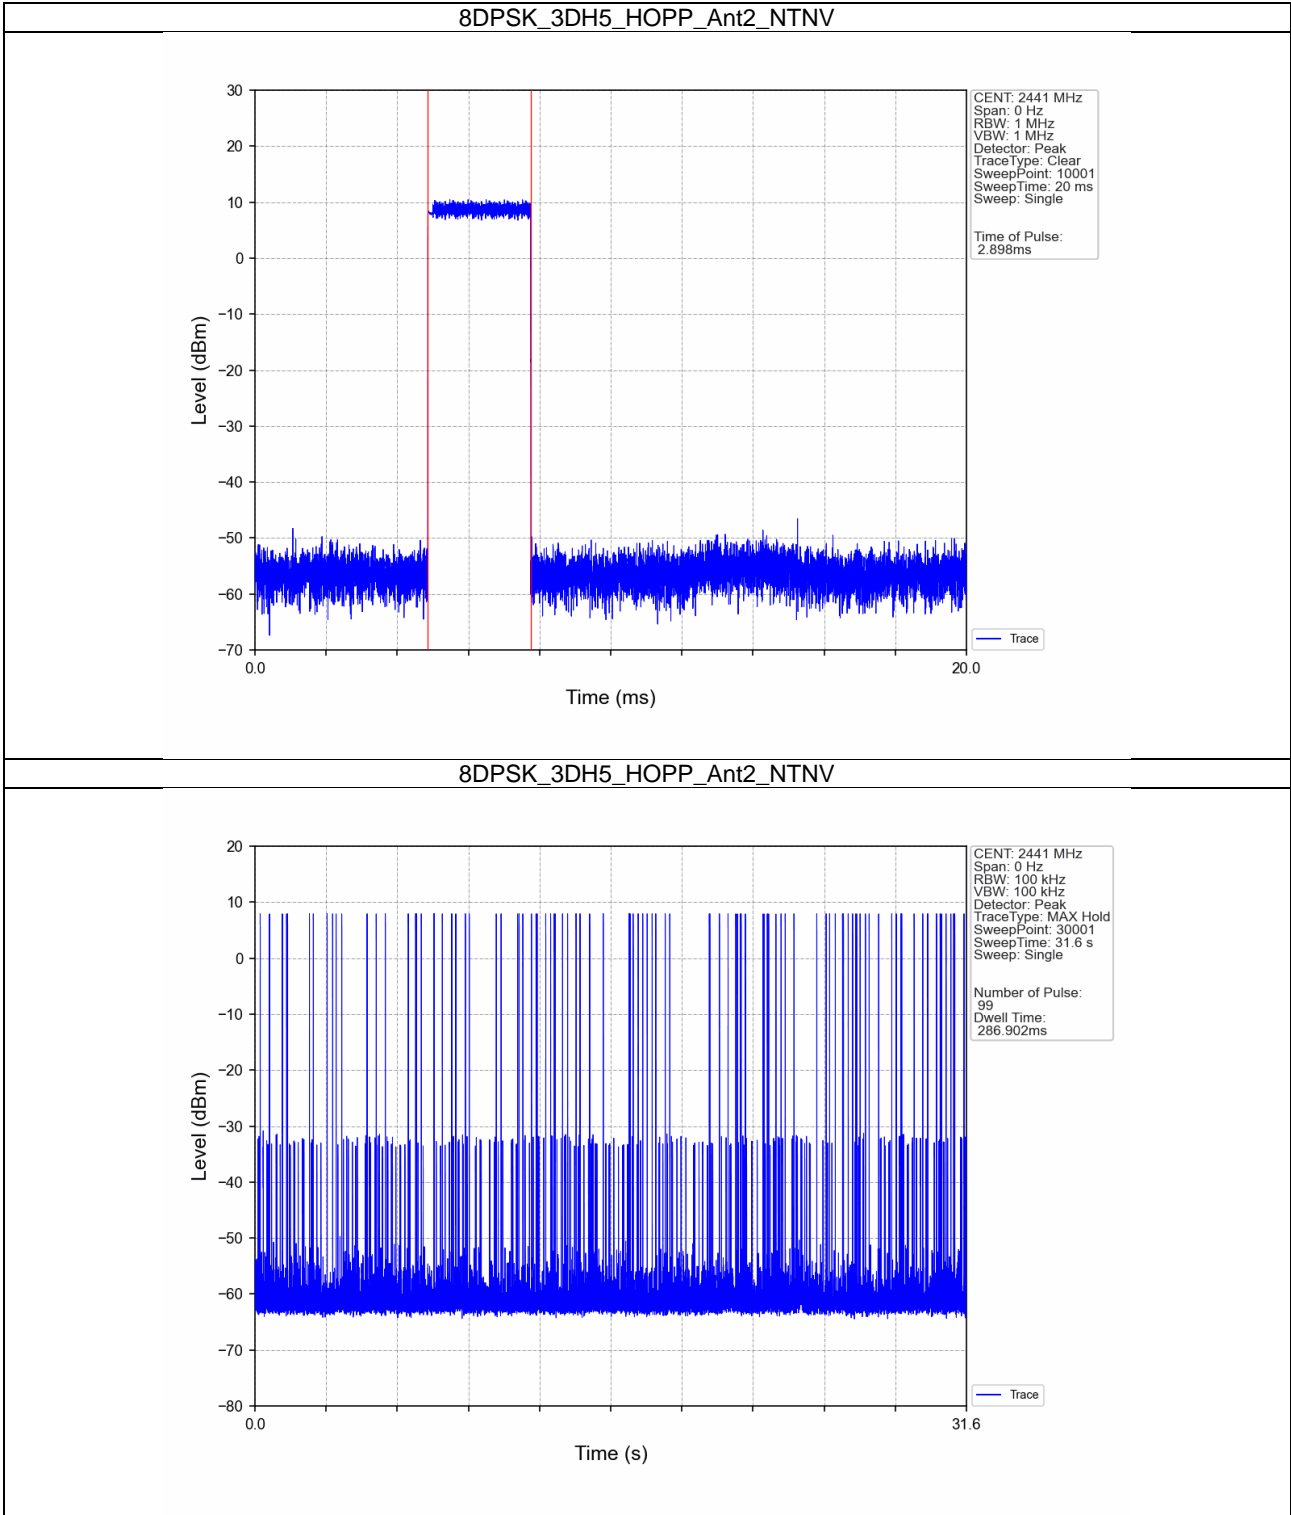 8DPSK_3DH5_HOPP_Ant2_NTNV
30
20
10
0
−10
−20
−30
−40
−50
−60
−70
Level (dBm)
0.0
20.0
Time (ms)
CENT: 2441 MHz
Span: 0 Hz
RBW: 1 MHz
VBW: 1 MHz
Detector: Peak
TraceType: Clear
SweepPoint: 10001
SweepTime: 20 ms
Sweep: Single
Time of Pulse:
2.898ms
Trace
8DPSK_3DH5_HOPP_Ant2_NTNV
20
10
0
−10
−20
−30
−40
−50
−60
−70
−80
Level (dBm)
0.0
31.6
Time (s)
CENT: 2441 MHz
Span: 0 Hz
RBW: 100 kHz
VBW: 100 kHz
Detector: Peak
TraceType: MAX Hold
SweepPoint: 30001
SweepTime: 31.6 s
Sweep: Single
Number of Pulse:
99
Dwell Time:
286.902ms
Trace